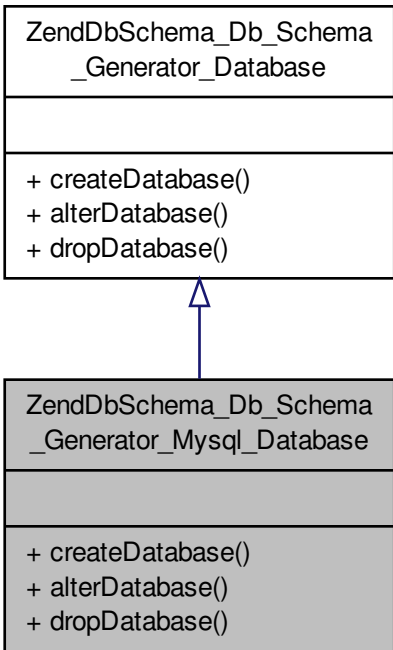 ZendDbSchema_Db_Schema
_Generator_Database
+ createDatabase()
+ alterDatabase()
+ dropDatabase()
ZendDbSchema_Db_Schema
_Generator_Mysql_Database
+ createDatabase()
+ alterDatabase()
+ dropDatabase()